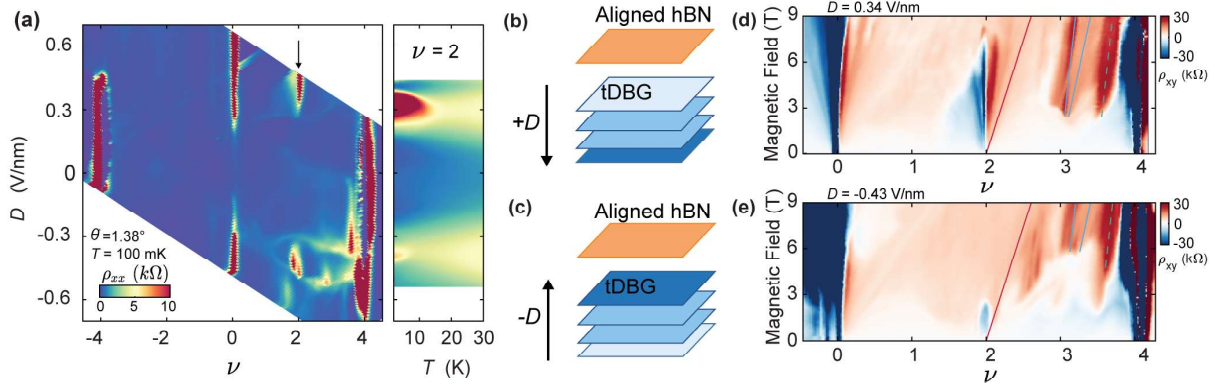 (a)
D (V/nm)
0.6
0.3
0
-0.3
-0.6
θ=1.38°
T = 100 mK
ρxx (kΩ)
0 5 10
-4 -2 0 2 4
ν
ν = 2
0 10 20 30
T (K)
(b)
Aligned hBN
tDBG
+D
(c)
Aligned hBN
tDBG
-D
(d)
D = 0.34 V/nm
Magnetic Field (T)
9
6
3
0
0 1 2 3 4
ν
30
0
-30
ρxy (kΩ)
(e)
D = -0.43 V/nm
Magnetic Field (T)
9
6
3
0
0 1 2 3 4
ν
30
0
-30
ρxy (kΩ)